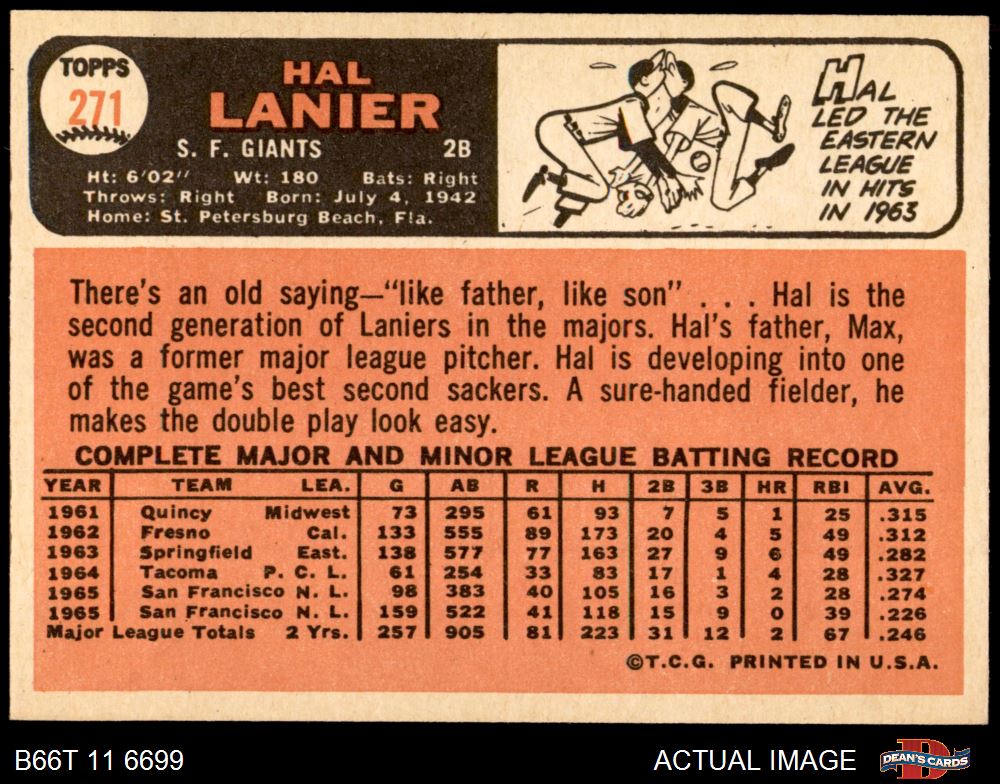 TOPPS
271
HAL
LANIER
S. F. GIANTS 2B
Ht: 6'02" Wt: 180 Bats: Right
Throws: Right Born: July 4, 1942
Home: St. Petersburg Beach, Fla.
HAL
LED THE
EASTERN
LEAGUE
IN HITS
IN 1963
There's an old saying—"like father, like son" . . . Hal is the
second generation of Laniers in the majors. Hal's father, Max,
was a former major league pitcher. Hal is developing into one
of the game's best second sackers. A sure-handed fielder, he
makes the double play look easy.
COMPLETE MAJOR AND MINOR LEAGUE BATTING RECORD
YEAR TEAM LEA. G AB R H 2B 3B HR RBI AVG.
1961 Quincy Midwest 73 295 61 93 7 5 1 25 .315
1962 Fresno Cal. 133 555 89 173 20 4 5 49 .312
1963 Springfield East. 138 577 77 163 27 9 6 49 .282
1964 Tacoma P. C. L. 61 254 33 83 17 1 4 28 .327
1965 San Francisco N. L. 98 383 40 105 16 3 2 28 .274
1965 San Francisco N. L. 159 522 41 118 15 9 0 39 .226
Major League Totals 2 Yrs. 257 905 81 223 31 12 2 67 .246
©T.C.G. PRINTED IN U.S.A.
B66T 11 6699 ACTUAL IMAGE DEAN'S CARDS